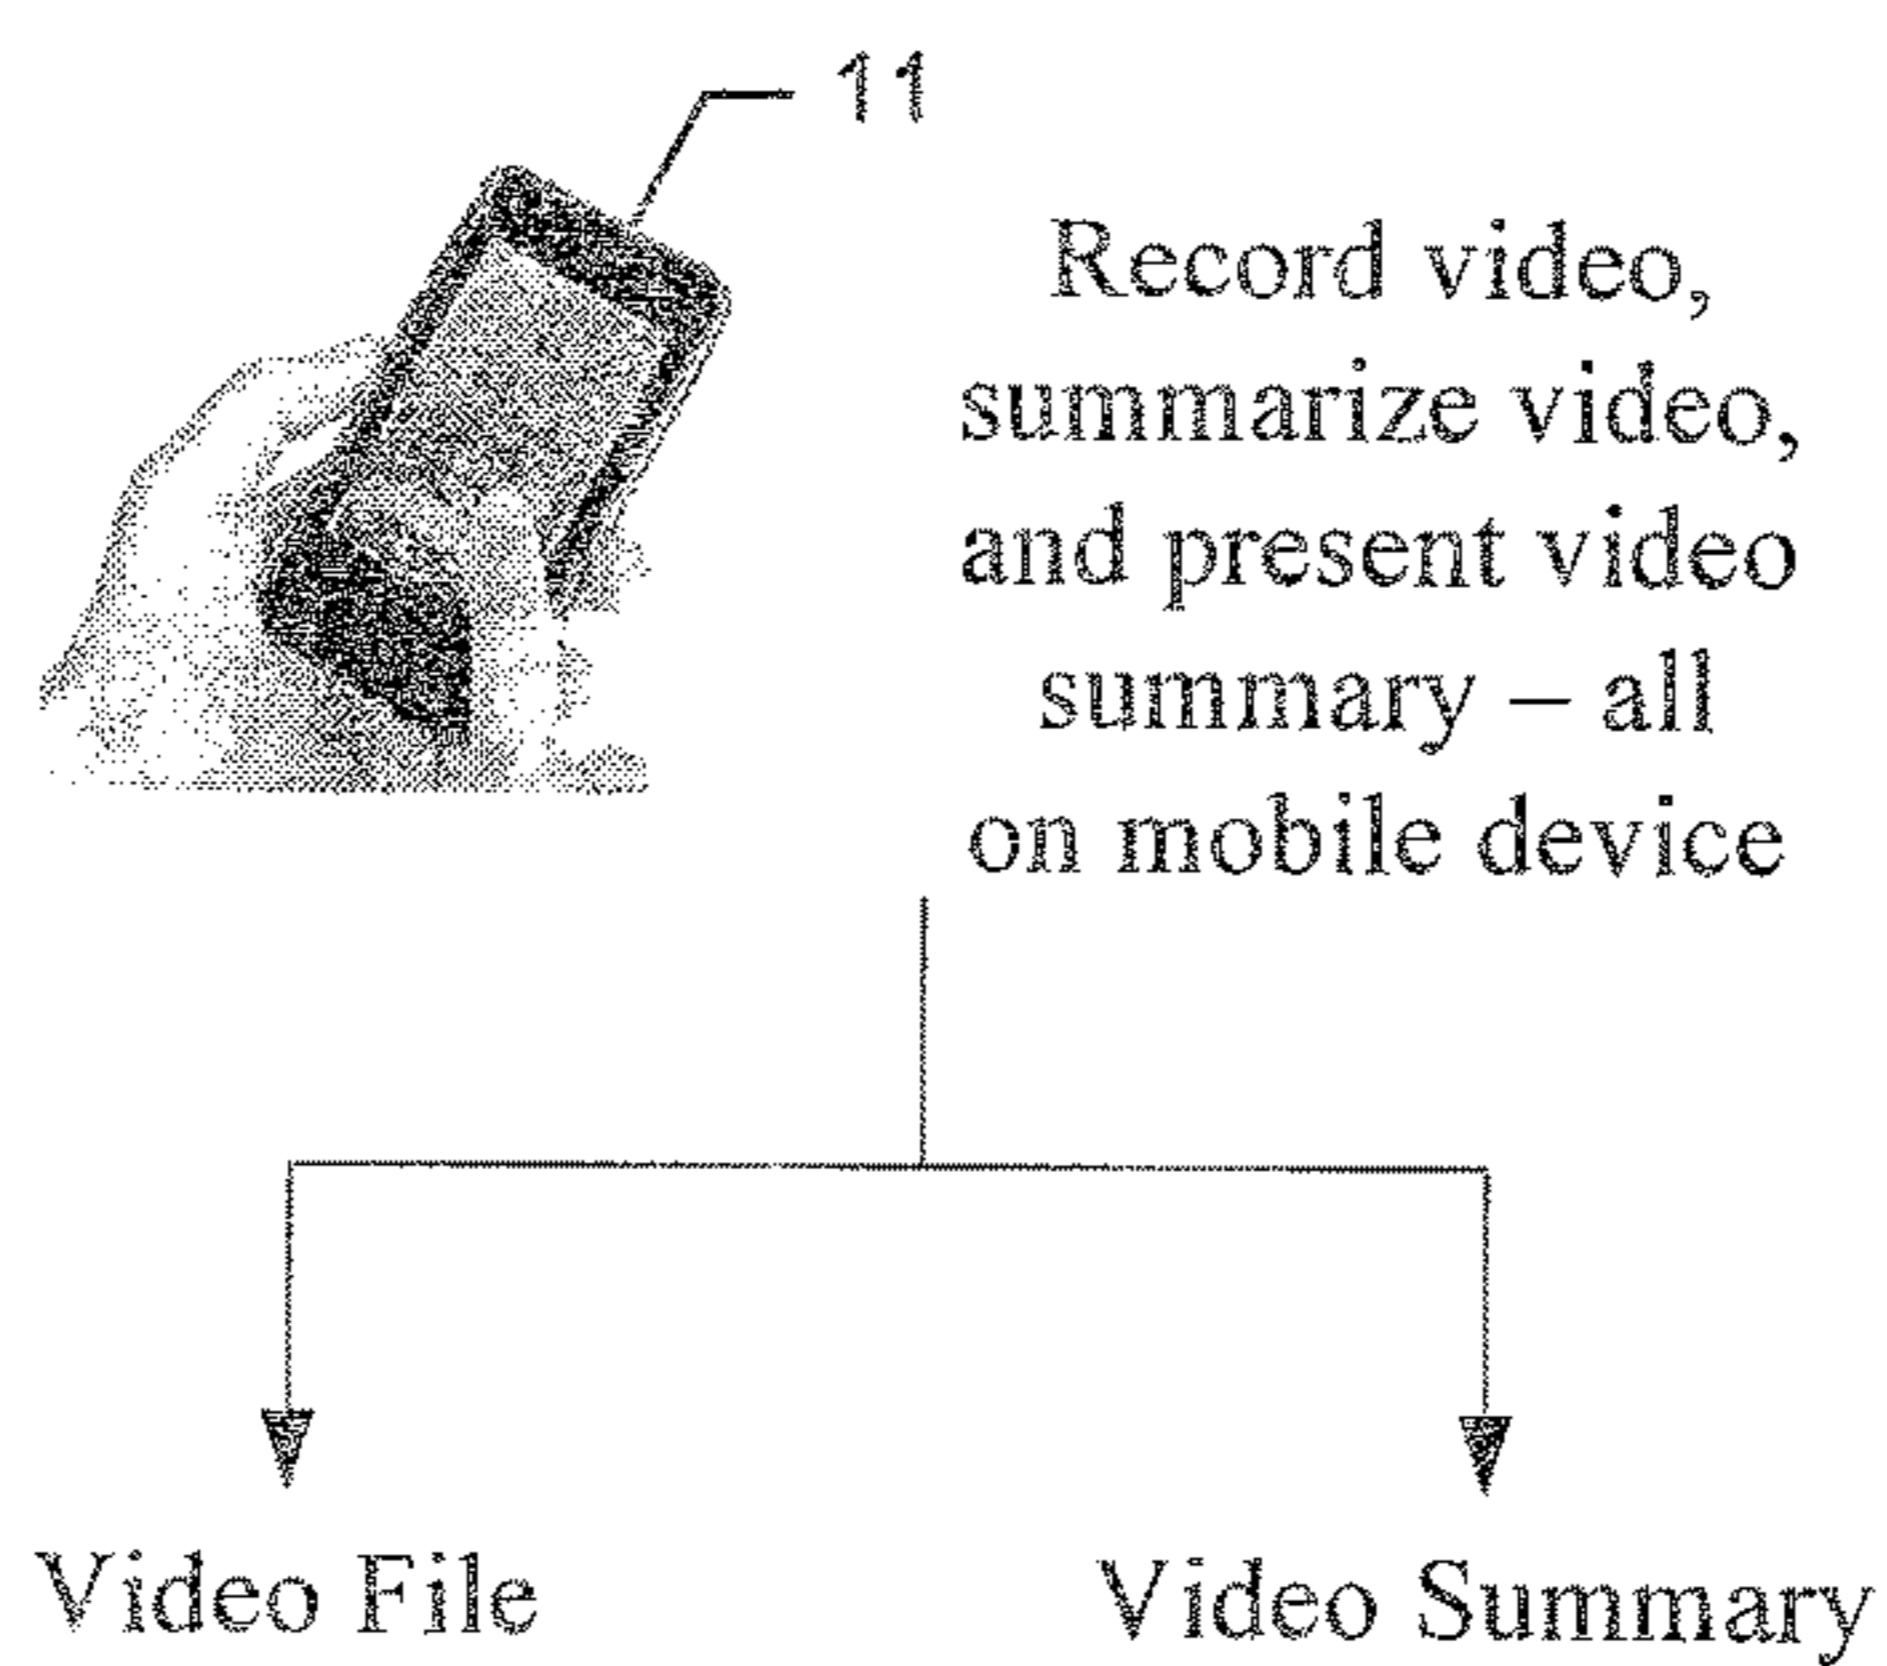 11
Record video,
summarize video,
and present video
summary – all
on mobile device
Video File
Video Summary